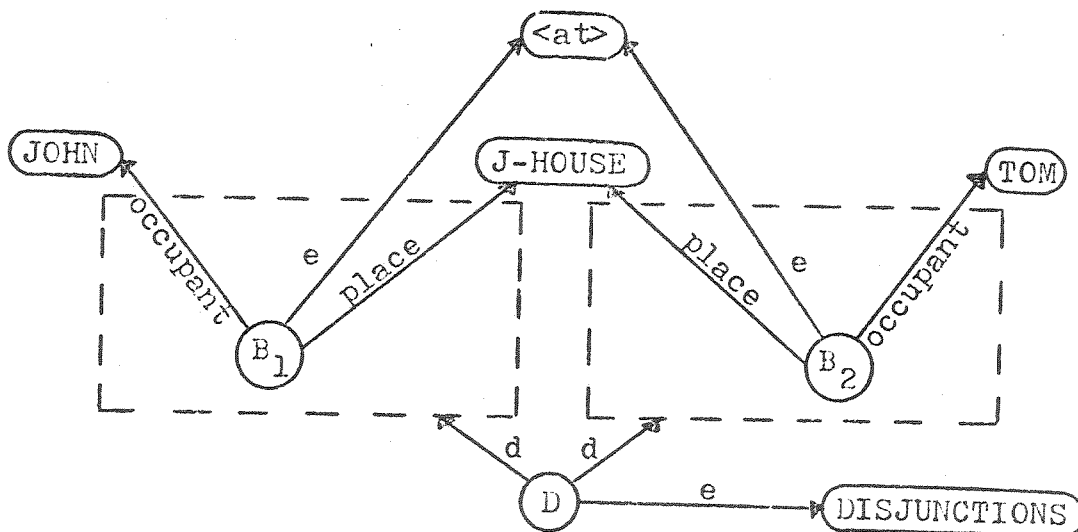 <at>
JOHN
J-HOUSE
TOM
occupant
e
place
place
e
occupant
B1
B2
d
d
D
e
DISJUNCTIONS